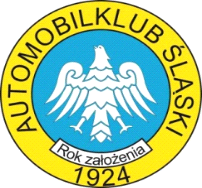 AUTOMOBILKLUB ŚLĄSKI
Rok założenia
1924